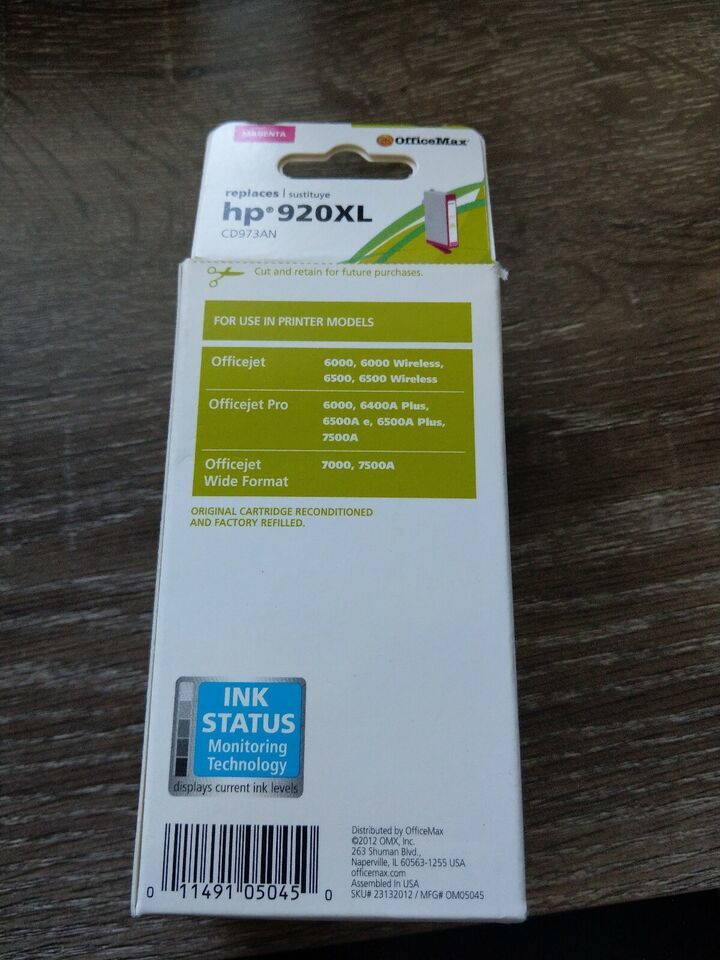 MAGENTA
OfficeMax
replaces | sustituye
hp® 920XL
CD973AN
Cut and retain for future purchases.
FOR USE IN PRINTER MODELS
Officejet 6000, 6000 Wireless,
6500, 6500 Wireless
Officejet Pro 6000, 6400A Plus,
6500A e, 6500A Plus,
7500A
Officejet 7000, 7500A
Wide Format
ORIGINAL CARTRIDGE RECONDITIONED
AND FACTORY REFILLED.
INK
STATUS
Monitoring
Technology
displays current ink levels
0 11491 05045 0
Distributed by OfficeMax
©2012 OMX, Inc.
263 Shuman Blvd.,
Naperville, IL 60563-1255 USA
officemax.com
Assembled In USA
SKU# 23132012 / MFG# OM05045